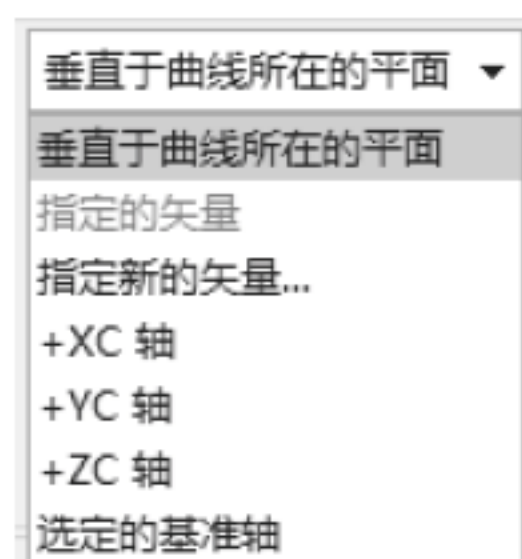 垂直于曲线所在的平面
垂直于曲线所在的平面
指定的矢量
指定新的矢量...
+XC 轴
+YC 轴
+ZC 轴
选定的基准轴